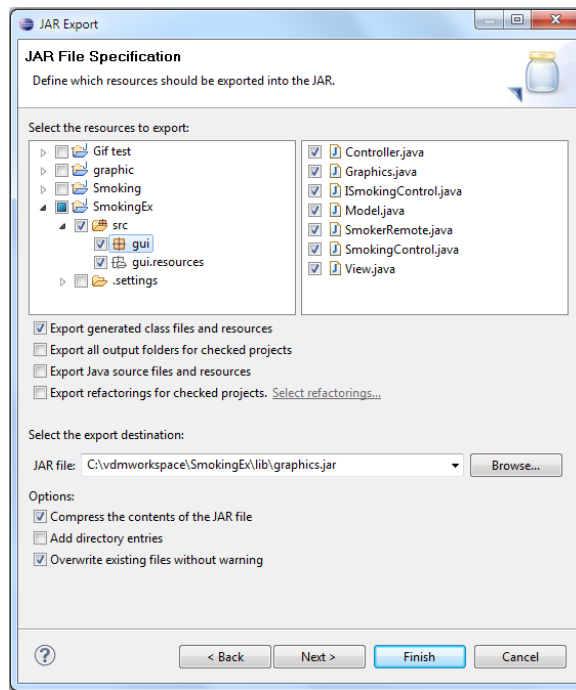 JAR Export
JAR File Specification
Define which resources should be exported into the JAR.
Select the resources to export:
Gif test
graphic
Smoking
SmokingEx
src
gui
gui.resources
.settings
Controller.java
Graphics.java
ISmokingControl.java
Model.java
SmokerRemote.java
SmokingControl.java
View.java
Export generated class files and resources
Export all output folders for checked projects
Export Java source files and resources
Export refactorings for checked projects. Select refactorings...
Select the export destination:
JAR file: C:\vdmworkspace\SmokingEx\lib\graphics.jar Browse...
Options:
Compress the contents of the JAR file
Add directory entries
Overwrite existing files without warning
? < Back Next > Finish Cancel